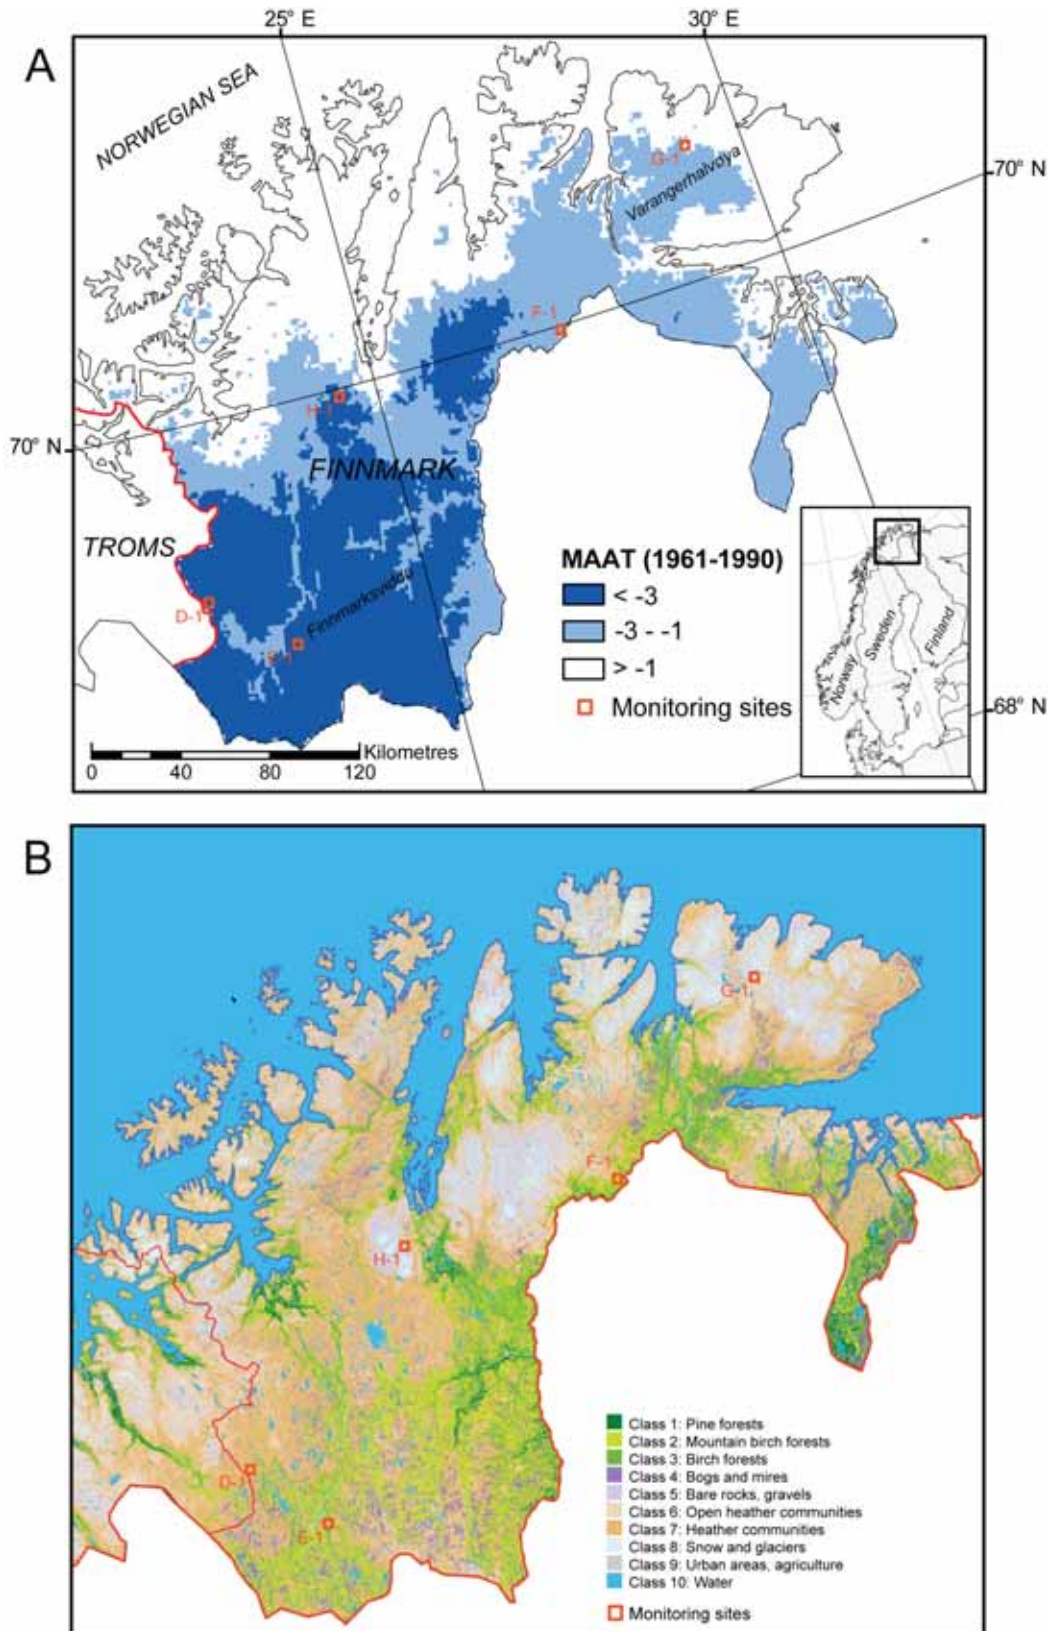 25° E
30° E
A
NORWEGIAN SEA
G-1
Varangerhalvøya
70° N
F-1
H-1
70° N
FINNMARK
TROMS
MAAT (1961-1990)
< -3
-3 - -1
> -1
Monitoring sites
D-1
Finnmarksvidda
E-1
Norway
Sweden
Finland
68° N
Kilometres
0 40 80 120
B
G-1
F-1
H-1
D-1
E-1
Class 1: Pine forests
Class 2: Mountain birch forests
Class 3: Birch forests
Class 4: Bogs and mires
Class 5: Bare rocks, gravels
Class 6: Open heather communities
Class 7: Heather communities
Class 8: Snow and glaciers
Class 9: Urban areas, agriculture
Class 10: Water
Monitoring sites